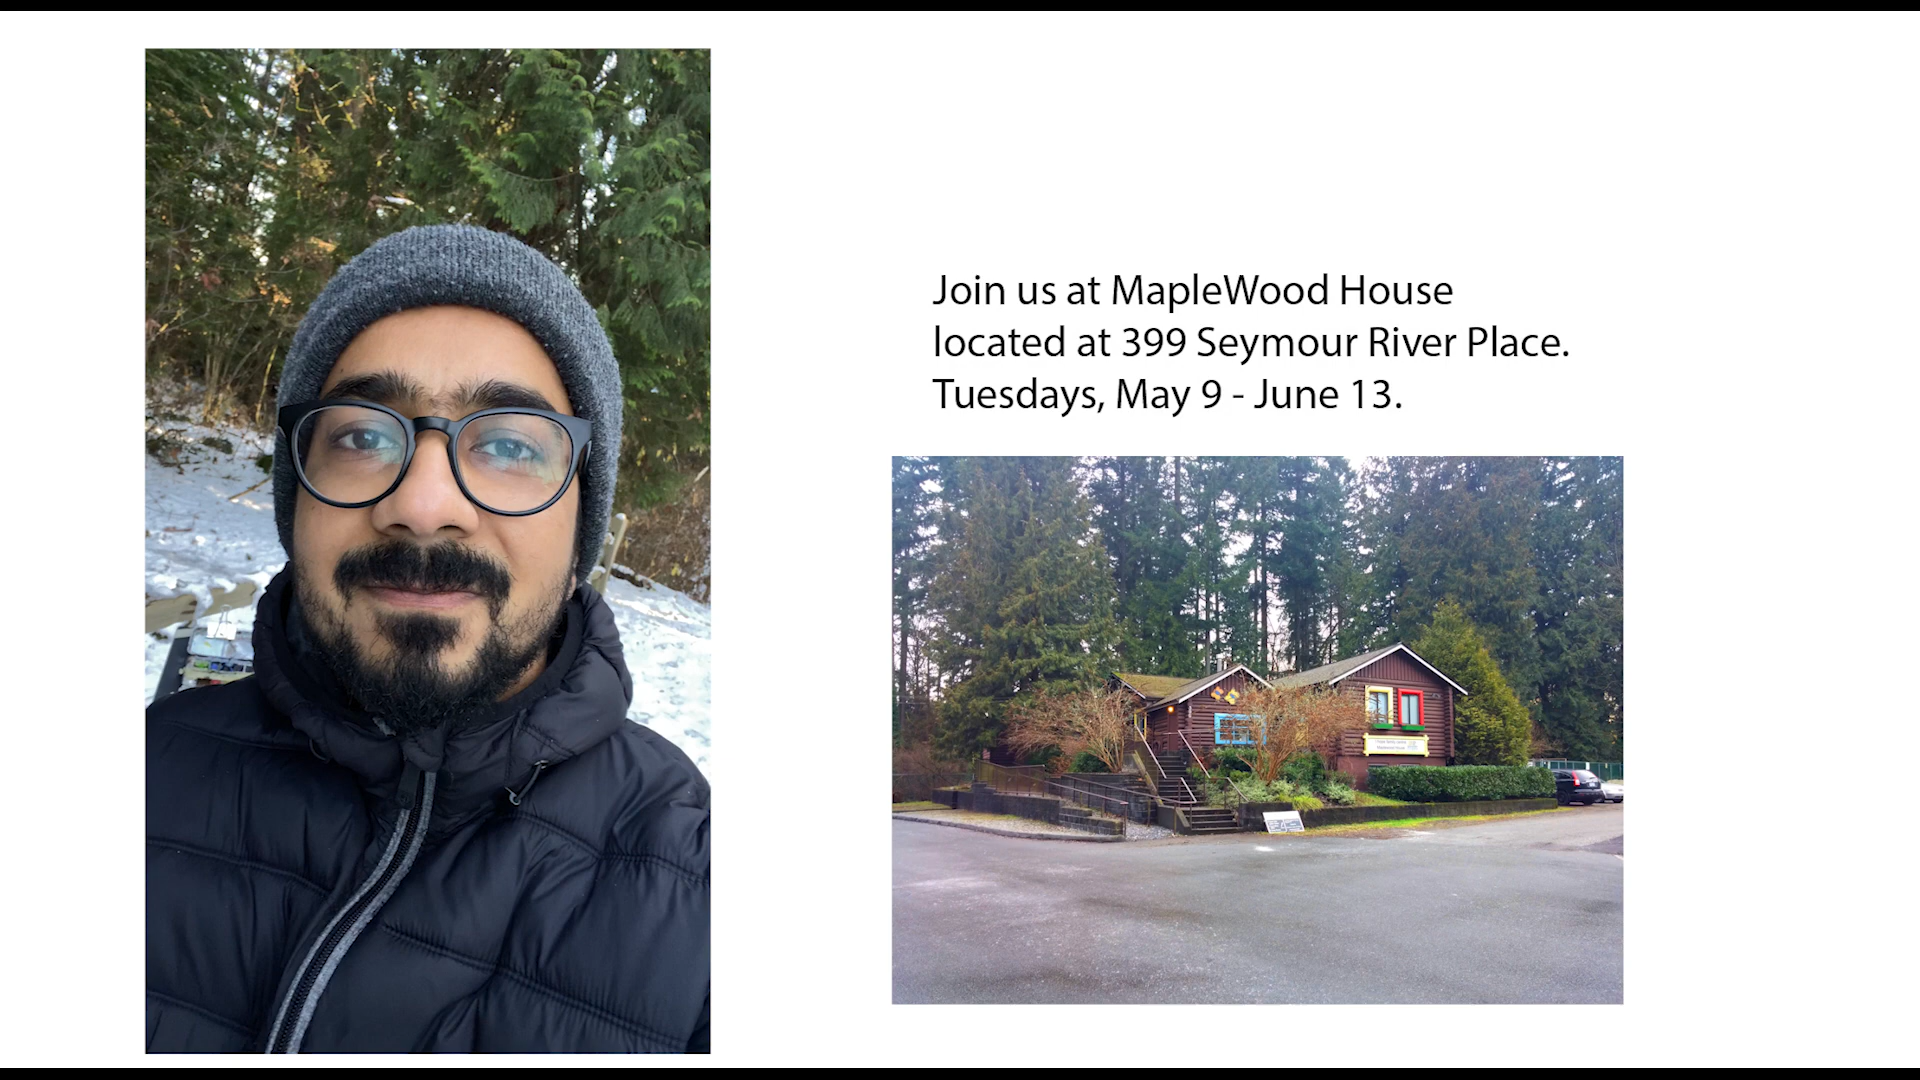 Join us at MapleWood House
located at 399 Seymour River Place.
Tuesdays, May 9 - June 13.